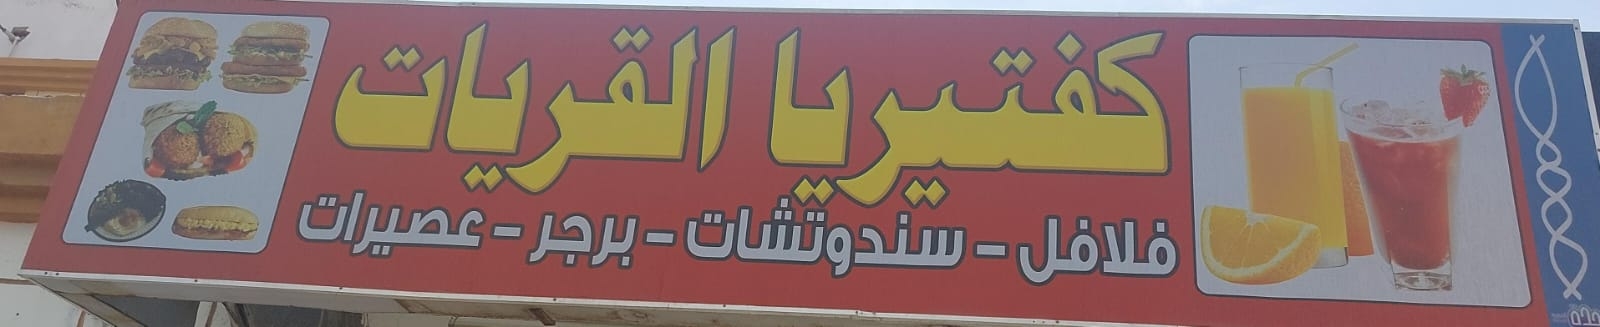 كفتيريا القريات
فلافل - سندوتشات - برجر - عصيرات